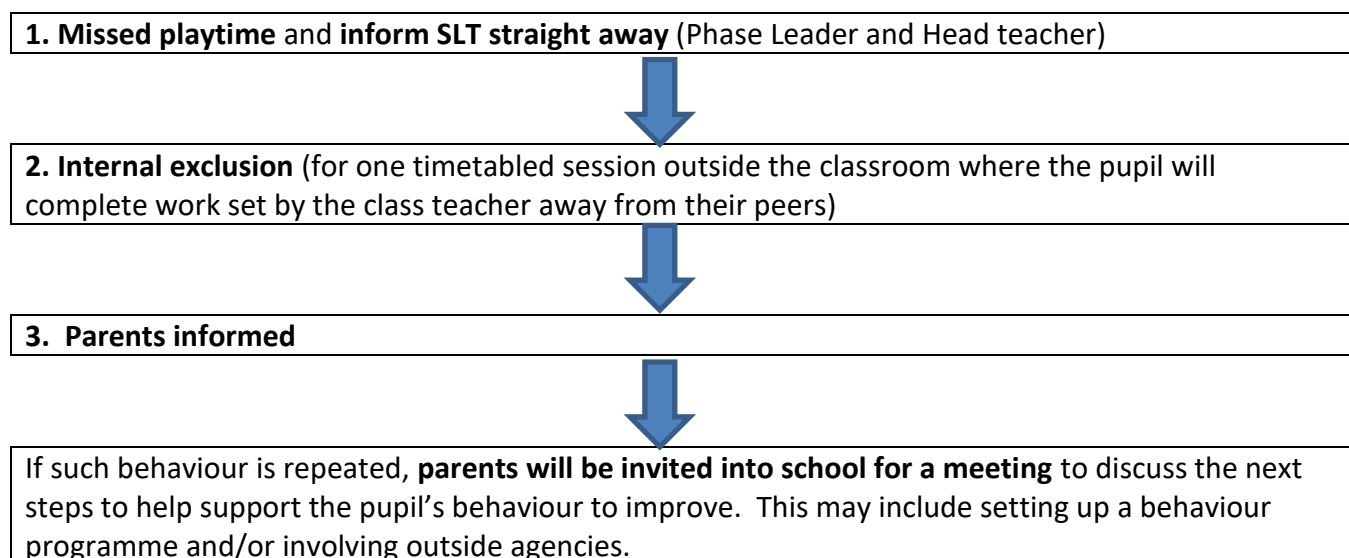 1. Missed playtime and inform SLT straight away (Phase Leader and Head teacher)
2. Internal exclusion (for one timetabled session outside the classroom where the pupil will
complete work set by the class teacher away from their peers)
3.  Parents informed
If such behaviour is repeated, parents will be invited into school for a meeting to discuss the next
steps to help support the pupil’s behaviour to improve.  This may include setting up a behaviour
programme and/or involving outside agencies.